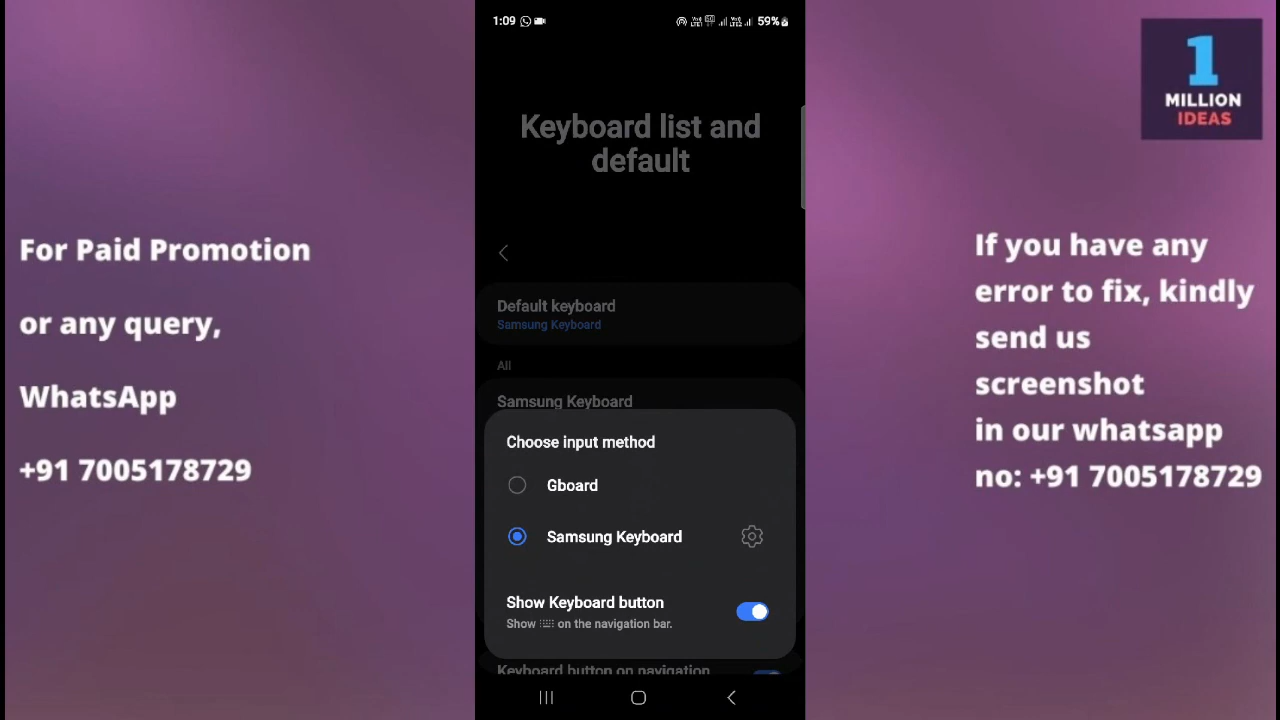 For Paid Promotion
or any query,
WhatsApp
+91 7005178729
1:09
59%
Keyboard list and
default
Default keyboard
Samsung Keyboard
All
Samsung Keyboard
Choose input method
Gboard
Samsung Keyboard
Show Keyboard button
Show on the navigation bar.
Keyboard button on navigation
1
MILLION
IDEAS
If you have any
error to fix, kindly
send us
screenshot
in our whatsapp
no: +91 7005178729